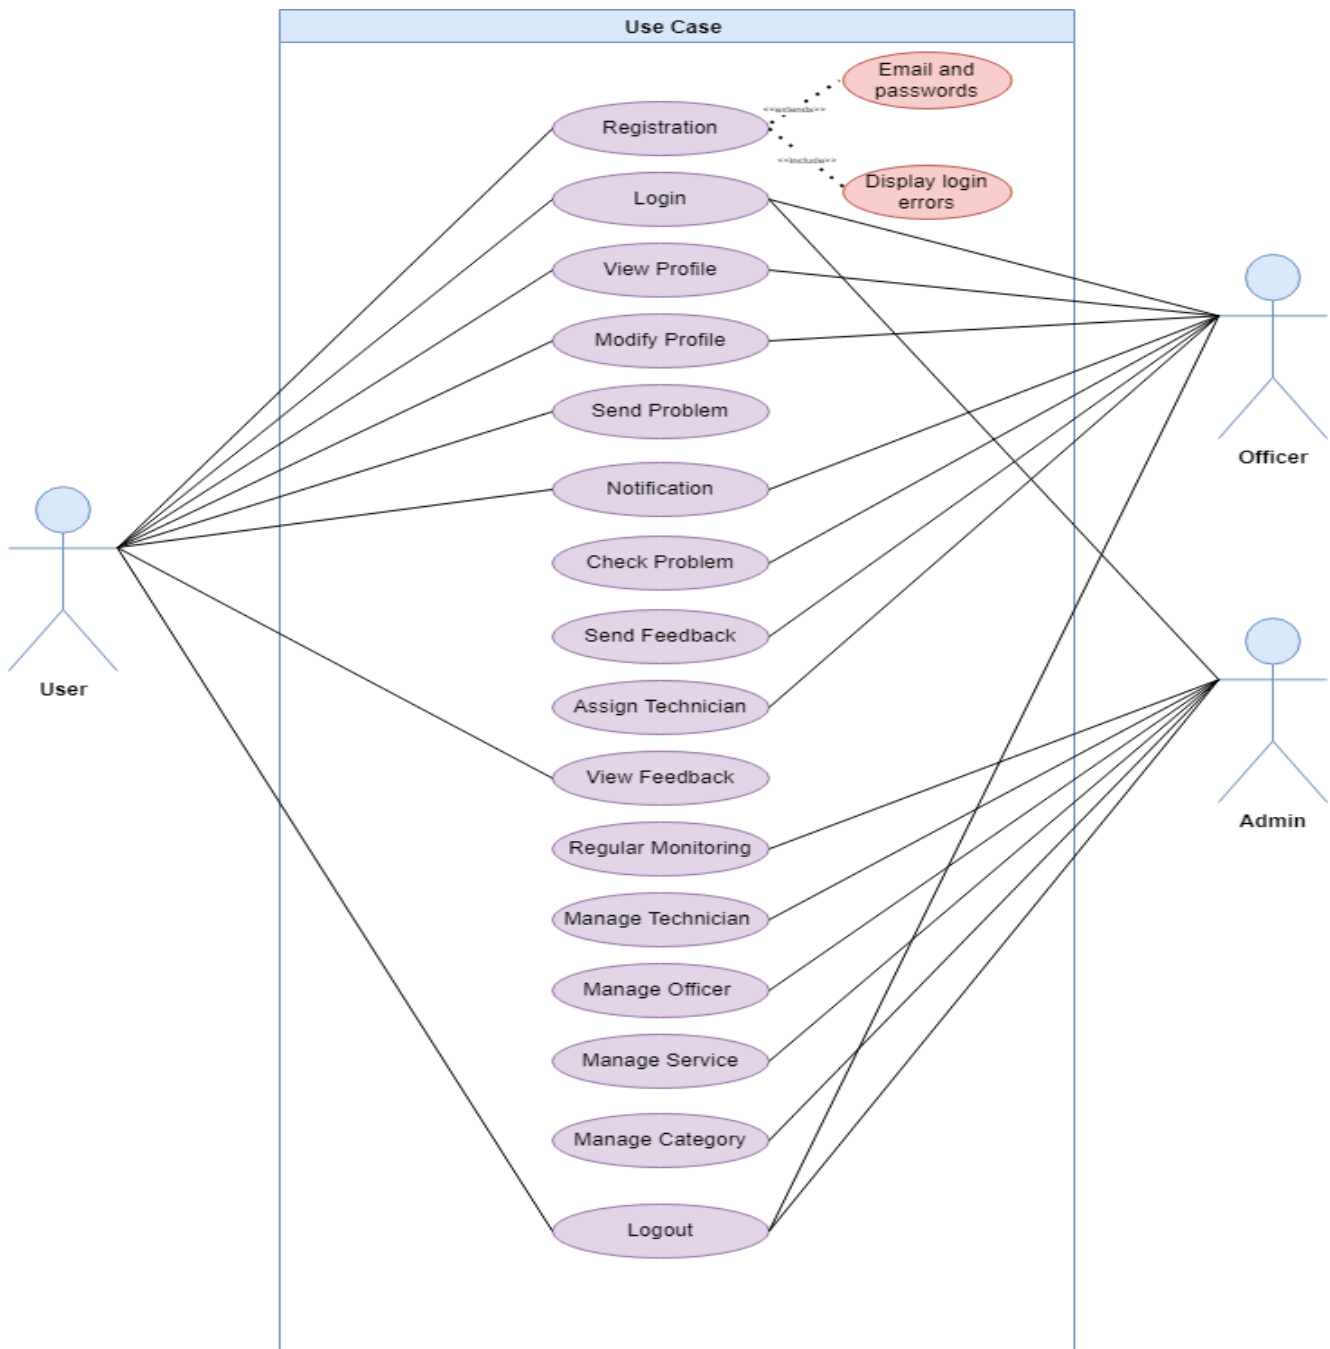 Use Case
Email and
passwords
<<extends>>
Registration
<<include>>
Display login
errors
Login
View Profile
Modify Profile
Send Problem
Officer
Notification
Check Problem
Send Feedback
User
Assign Technician
View Feedback
Admin
Regular Monitoring
Manage Technician
Manage Officer
Manage Service
Manage Category
Logout